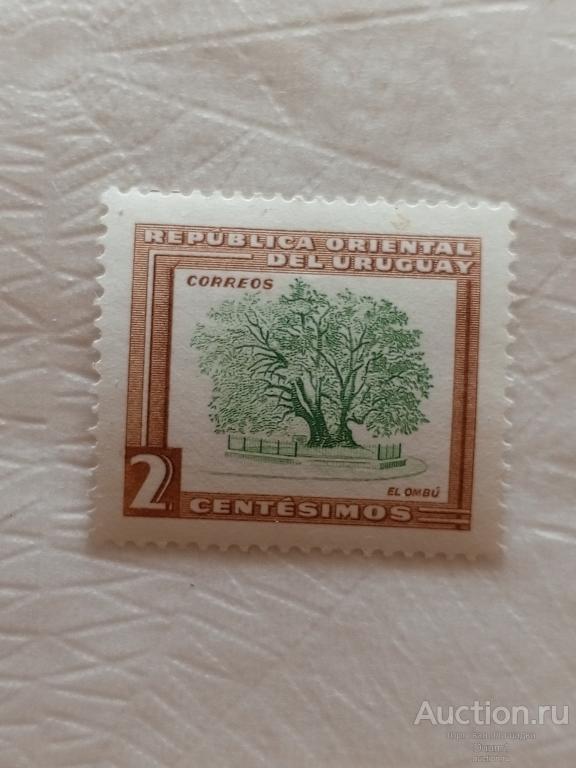 REPÚBLICA ORIENTAL
DEL URUGUAY
CORREOS
EL OMBÚ
2 CENTÉSIMOS
Auction.ru